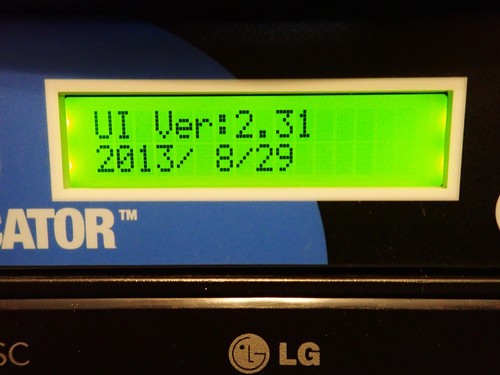 UI Ver:2.31
2013/ 8/29
CATOR™
SC
LG